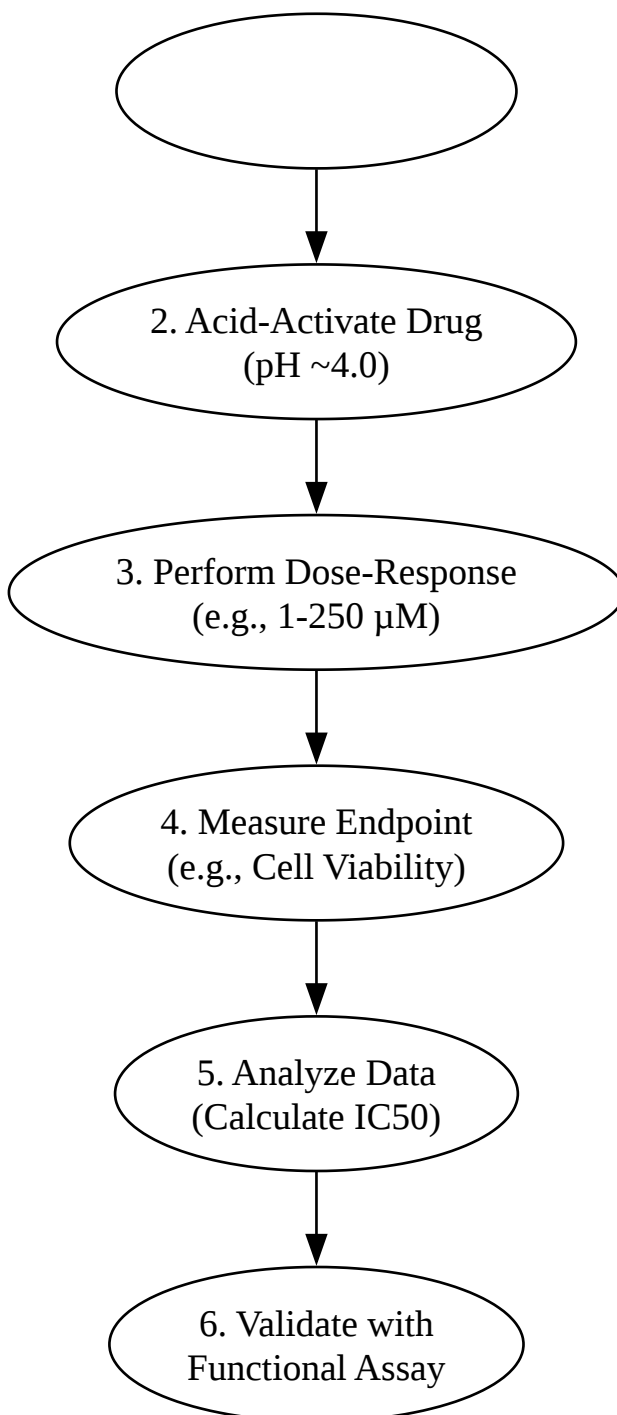 2. Acid-Activate Drug
(pH ~4.0)
3. Perform Dose-Response
(e.g., 1-250 µM)
4. Measure Endpoint
(e.g., Cell Viability)
5. Analyze Data
(Calculate IC50)
6. Validate with
Functional Assay